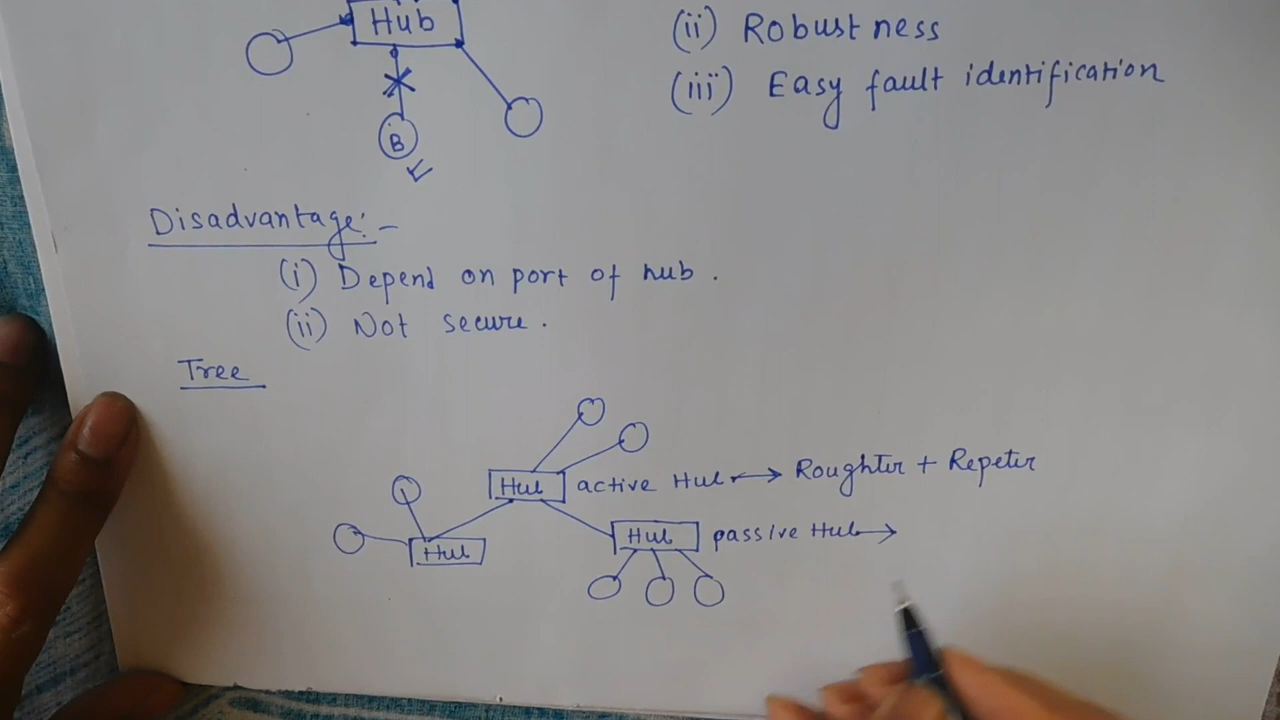 Hub
(ii) Robustness
(iii) Easy fault identification
B
Disadvantage:-
(i) Depend on port of hub.
(ii) Not secure.
Tree
Hub active Hub ↔ Roughter + Repeter
Hub passive Hub →
Hub